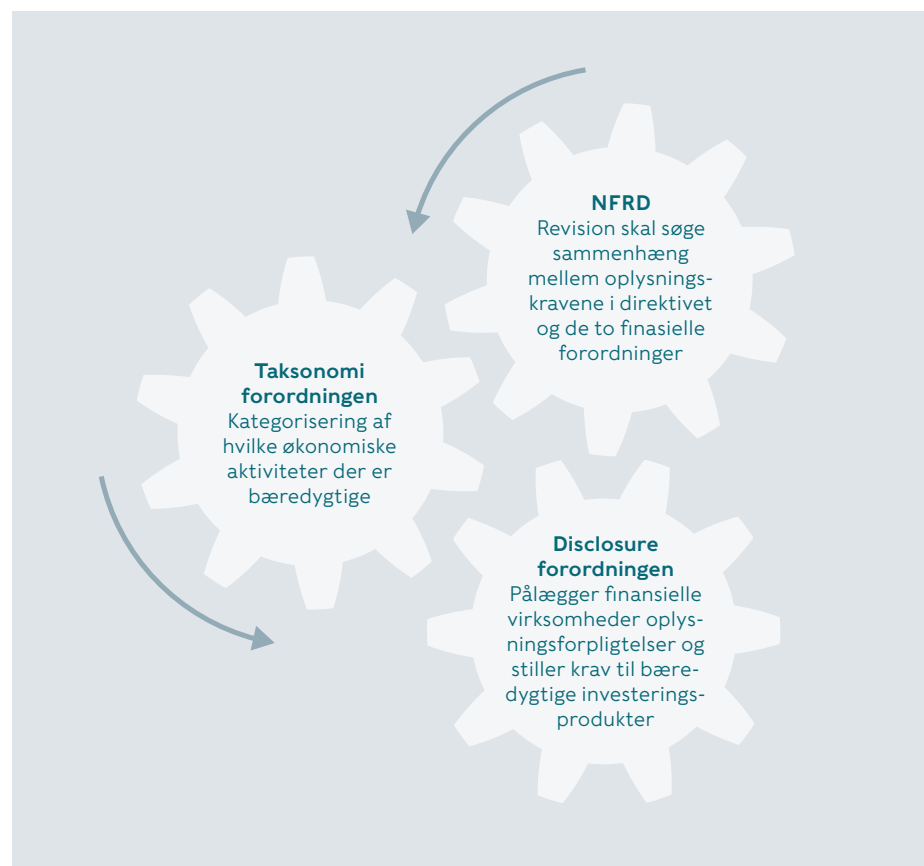 NFRD
Revision skal søge
sammenhæng
mellem oplysnings-
kravene i direktivet
og de to finasielle
forordninger
Taksonomi
forordningen
Kategorisering af
hvilke økonomiske
aktiviteter der er
bæredygtige
Disclosure
forordningen
Pålægger finansielle
virksomheder oplys-
ningsforpligtelser og
stiller krav til bære-
dygtige investerings-
produkter